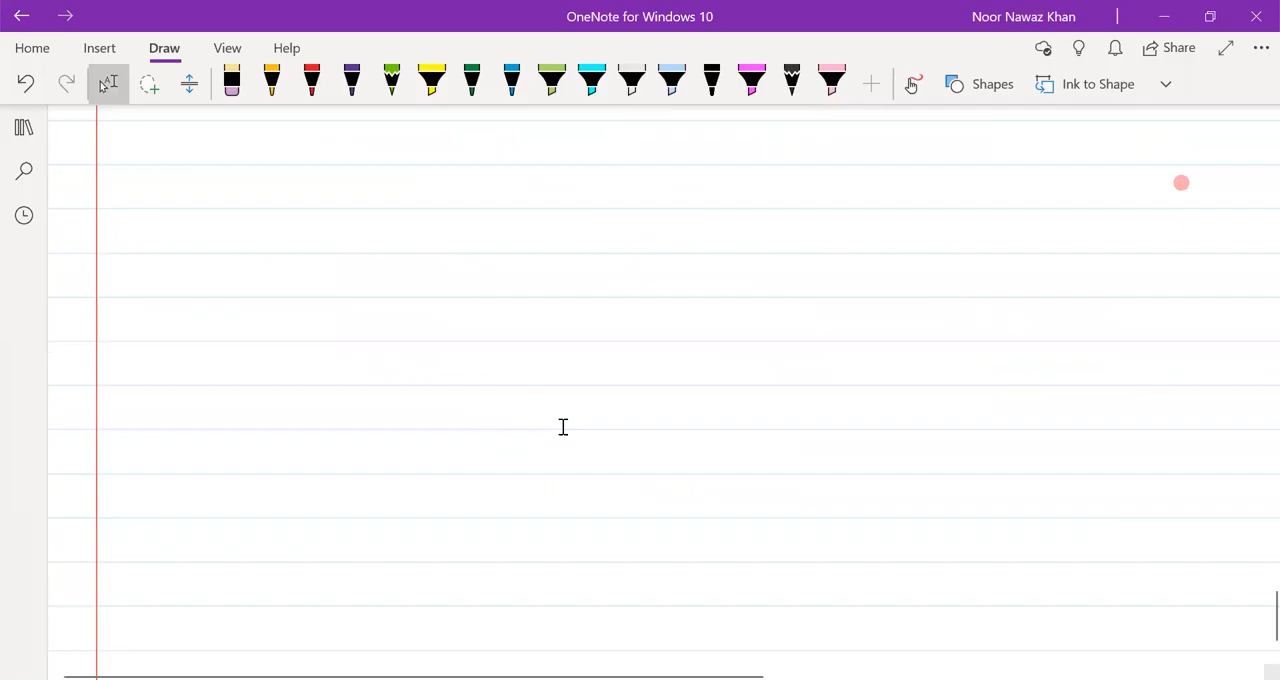 OneNote for Windows 10
Noor Nawaz Khan
Home Insert Draw View Help
Share
Shapes Ink to Shape